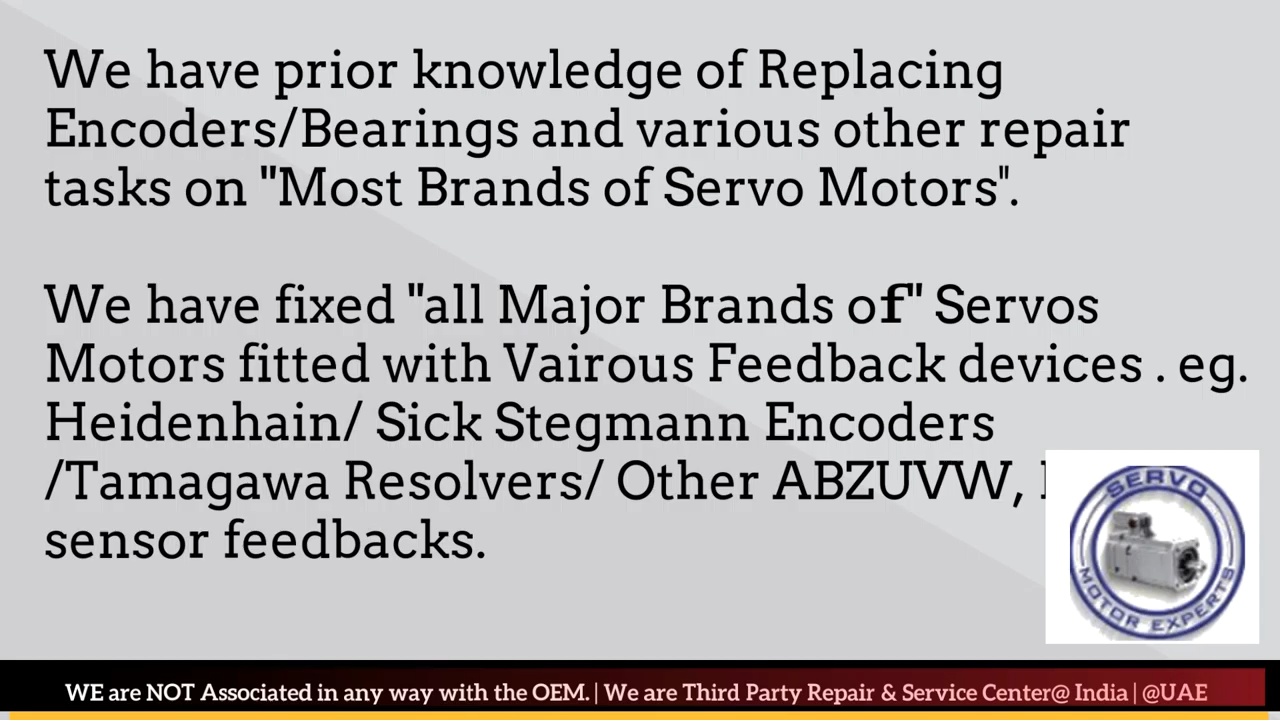 We have prior knowledge of Replacing
Encoders/Bearings and various other repair
tasks on "Most Brands of Servo Motors".
We have fixed "all Major Brands of" Servos
Motors fitted with Vairous Feedback devices . eg.
Heidenhain/ Sick Stegmann Encoders
/Tamagawa Resolvers/ Other ABZUVW,
sensor feedbacks.
SERVO
MOTOR EXPERTS
WE are NOT Associated in any way with the OEM. | We are Third Party Repair & Service Center@ India | @UAE